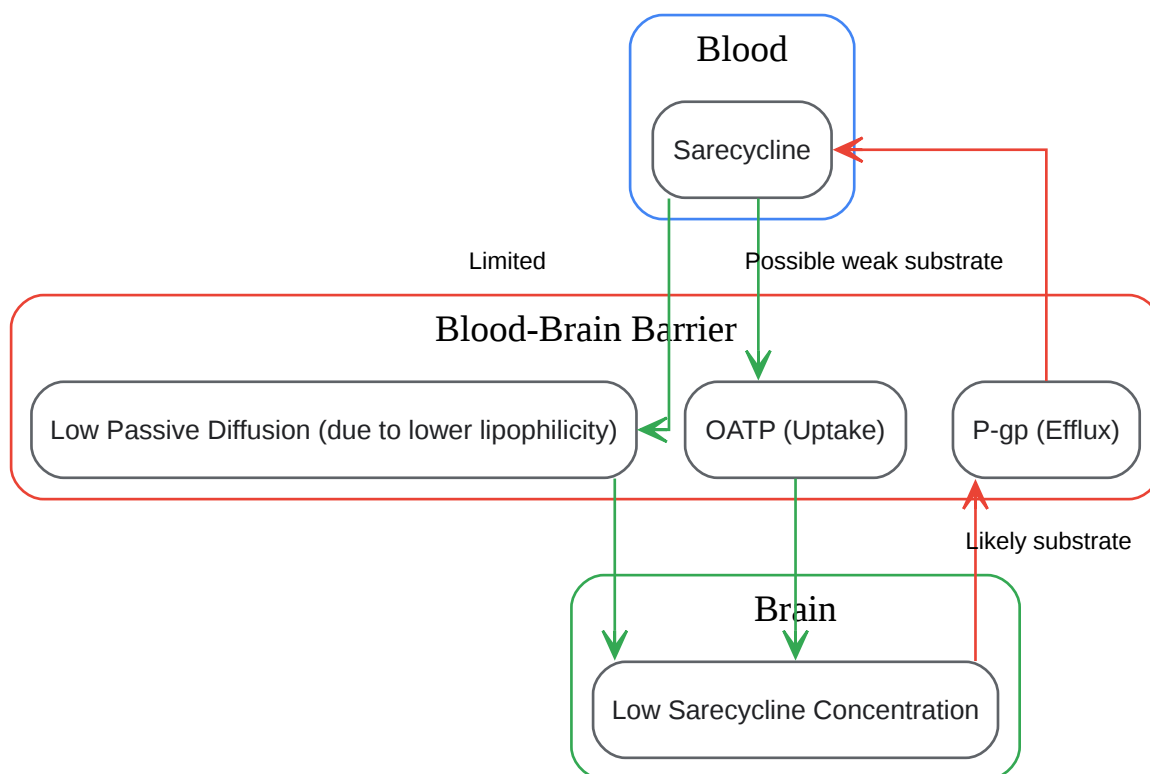 Blood
Sarecycline
Limited
Possible weak substrate
Blood-Brain Barrier
Low Passive Diffusion (due to lower lipophilicity)
OATP (Uptake)
P-gp (Efflux)
Likely substrate
Brain
Low Sarecycline Concentration